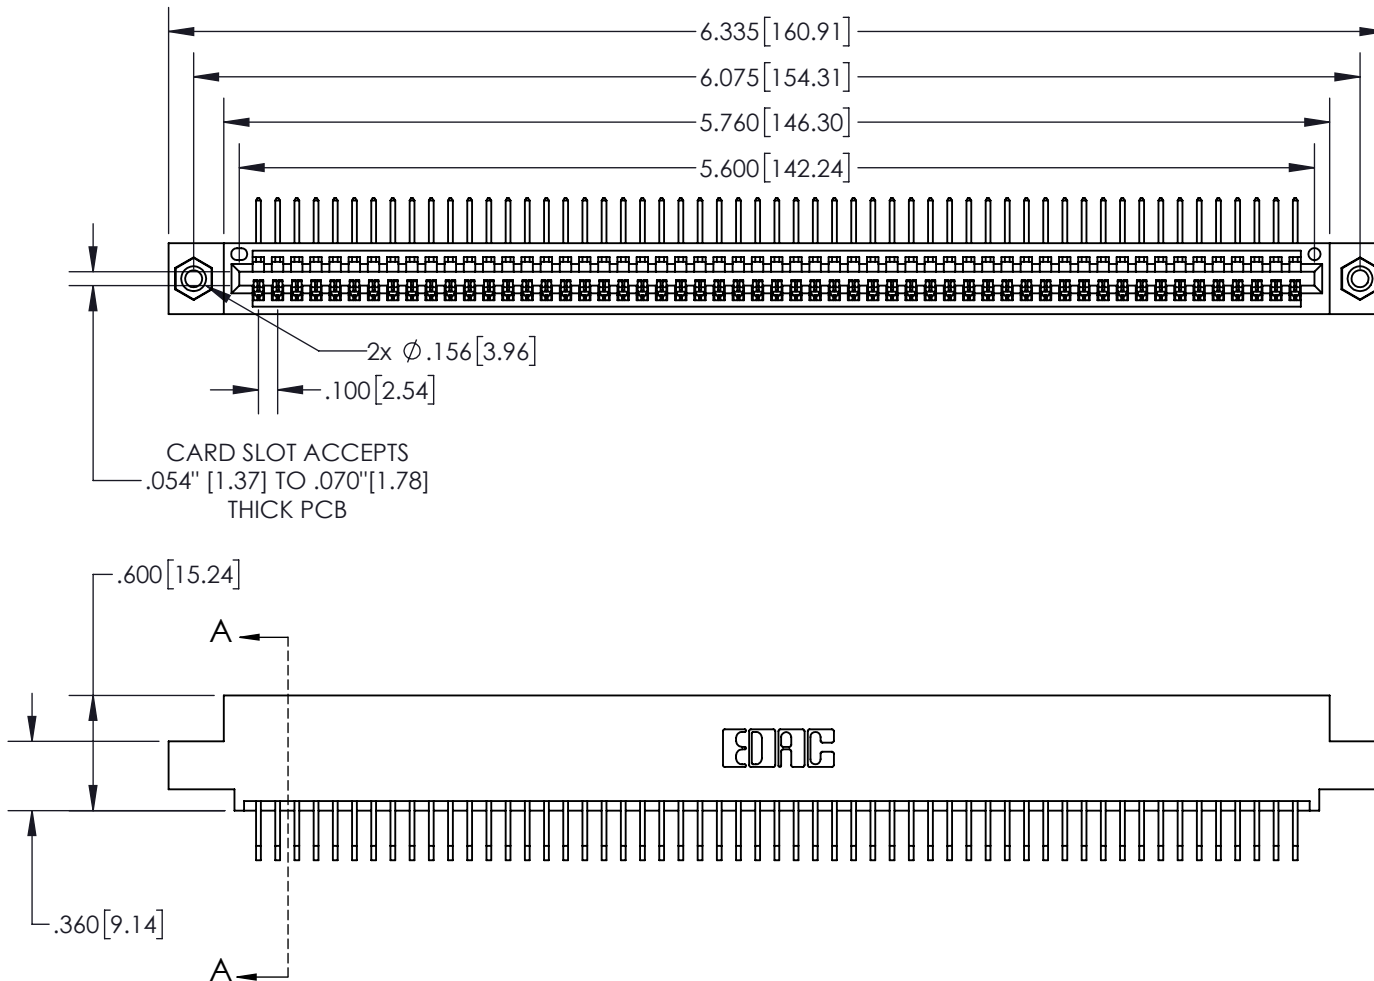 6.335[160.91]
6.075[154.31]
5.760[146.30]
5.600[142.24]
2x Ø.156[3.96]
.100[2.54]
CARD SLOT ACCEPTS
.054" [1.37] TO .070"[1.78]
THICK PCB
.600[15.24]
A
EDAC
.360[9.14]
A